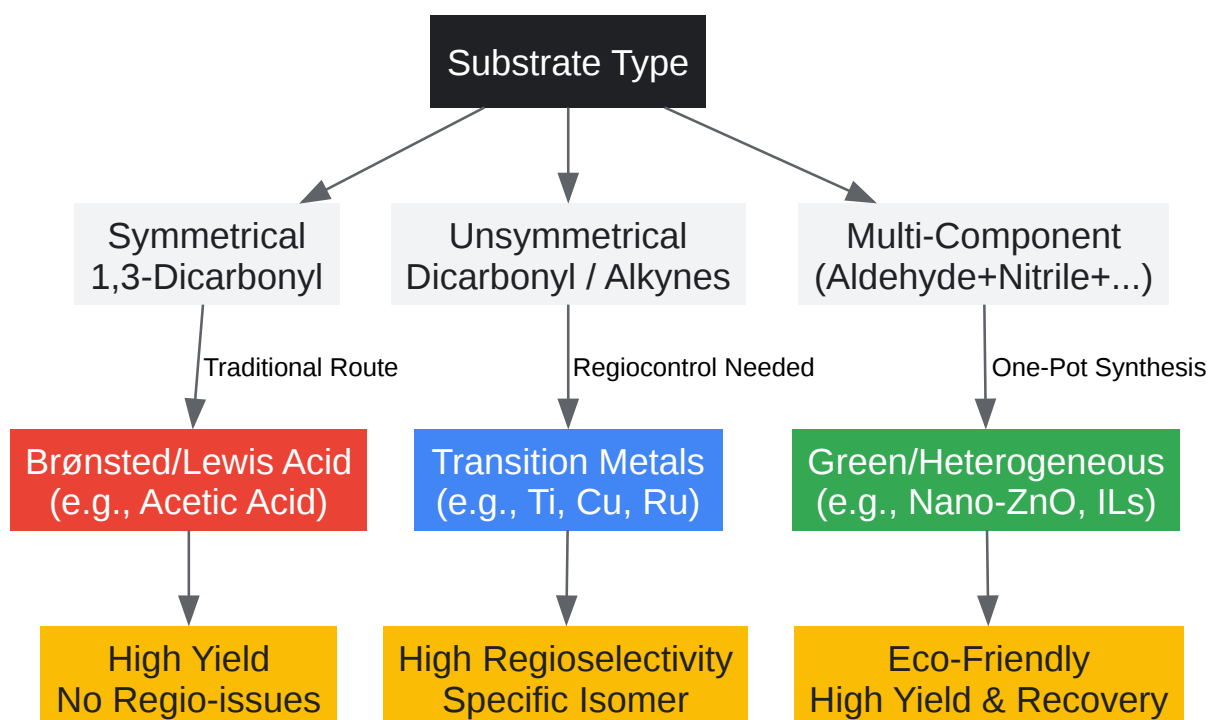 Substrate Type
Symmetrical
1,3-Dicarbonyl
Unsymmetrical
Dicarbonyl / Alkynes
Multi-Component
(Aldehyde+Nitrile+...)
Traditional Route
Regiocontrol Needed
One-Pot Synthesis
Brønsted/Lewis Acid
(e.g., Acetic Acid)
Transition Metals
(e.g., Ti, Cu, Ru)
Green/Heterogeneous
(e.g., Nano-ZnO, ILs)
High Yield
No Regio-issues
High Regioselectivity
Specific Isomer
Eco-Friendly
High Yield & Recovery